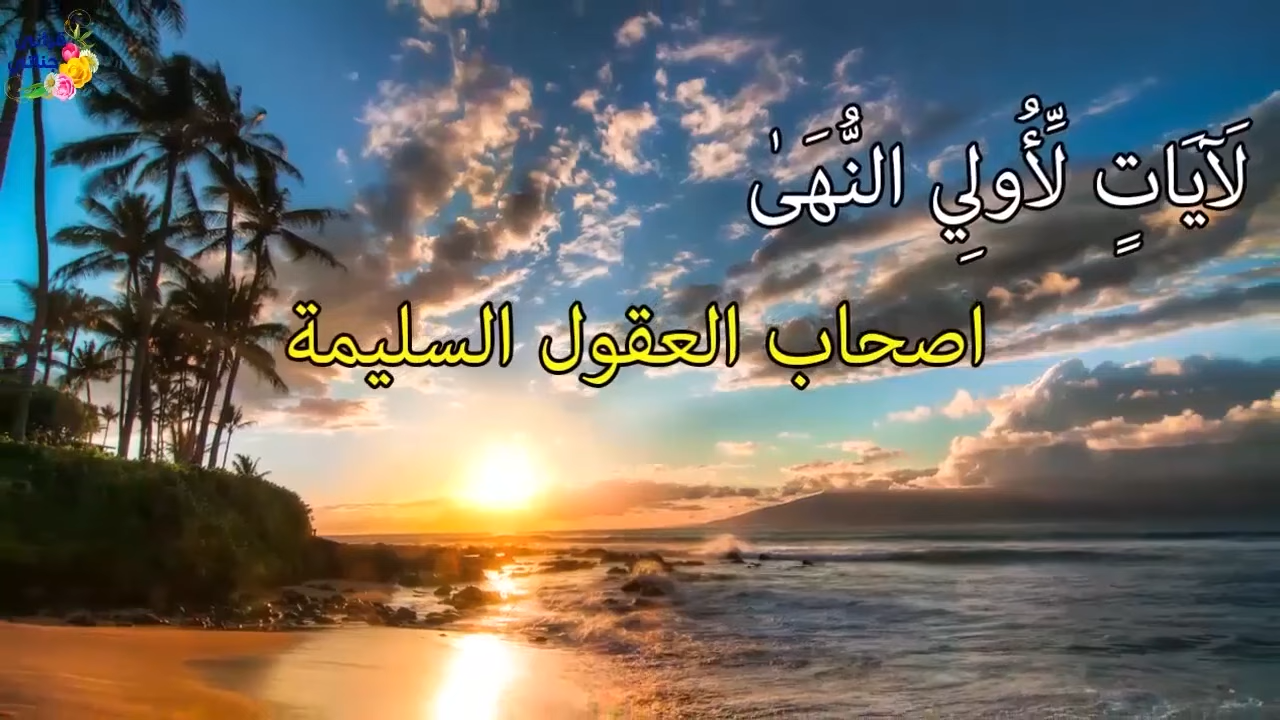 لَآيَاتٍ لِّأُولِي النُّهَىٰ
اصحاب العقول السليمة